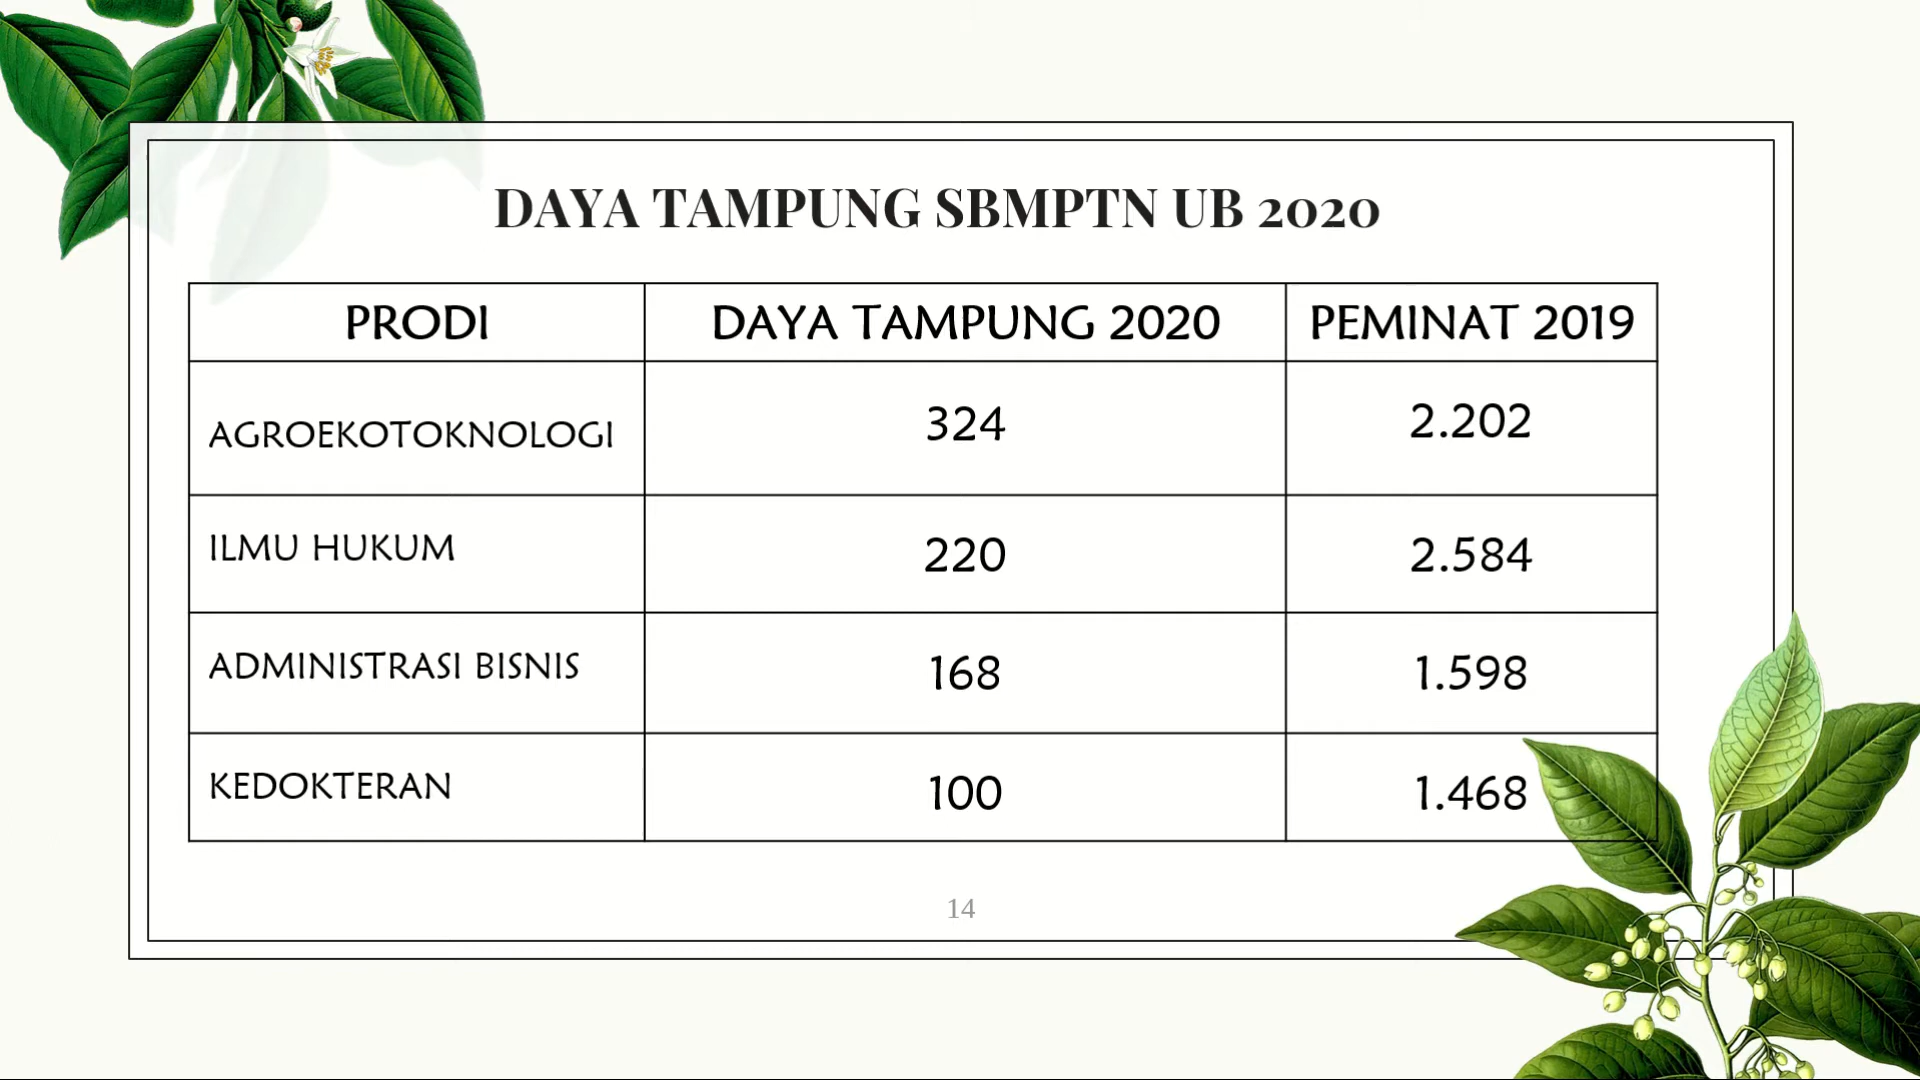 DAYA TAMPUNG SBMPTN UB 2020
PRODI DAYA TAMPUNG 2020 PEMINAT 2019
AGROEKOTOKNOLOGI 324 2.202
ILMU HUKUM 220 2.584
ADMINISTRASI BISNIS 168 1.598
KEDOKTERAN 100 1.468
14